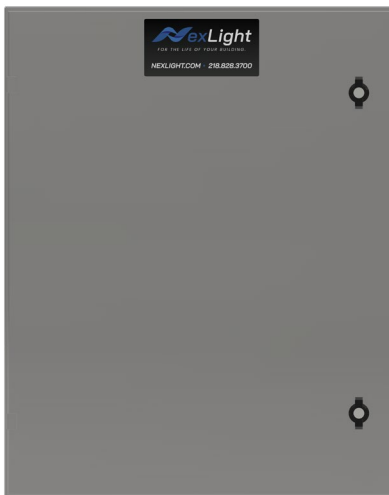 NexLight
FOR THE LIFE OF YOUR BUILDING.
NEXLIGHT.COM 218.828.3700